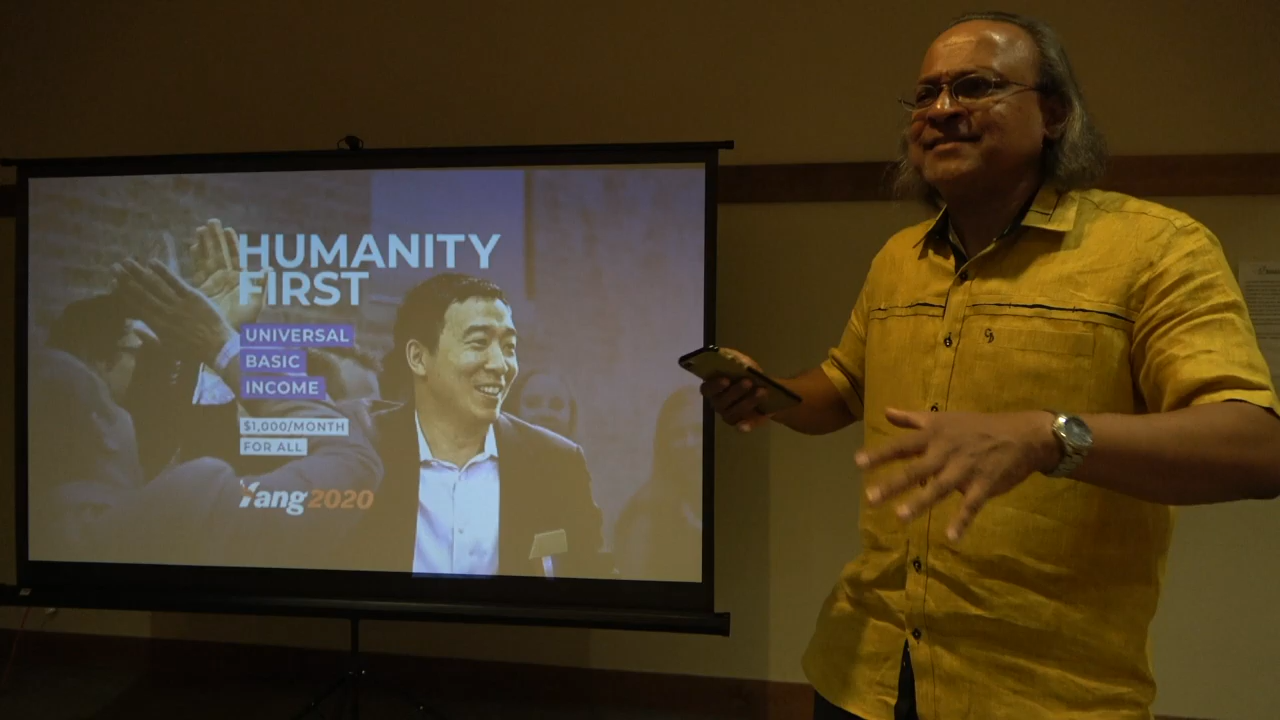 HUMANITY
FIRST
UNIVERSAL
BASIC
INCOME
$1,000/MONTH
FOR ALL
Yang2020